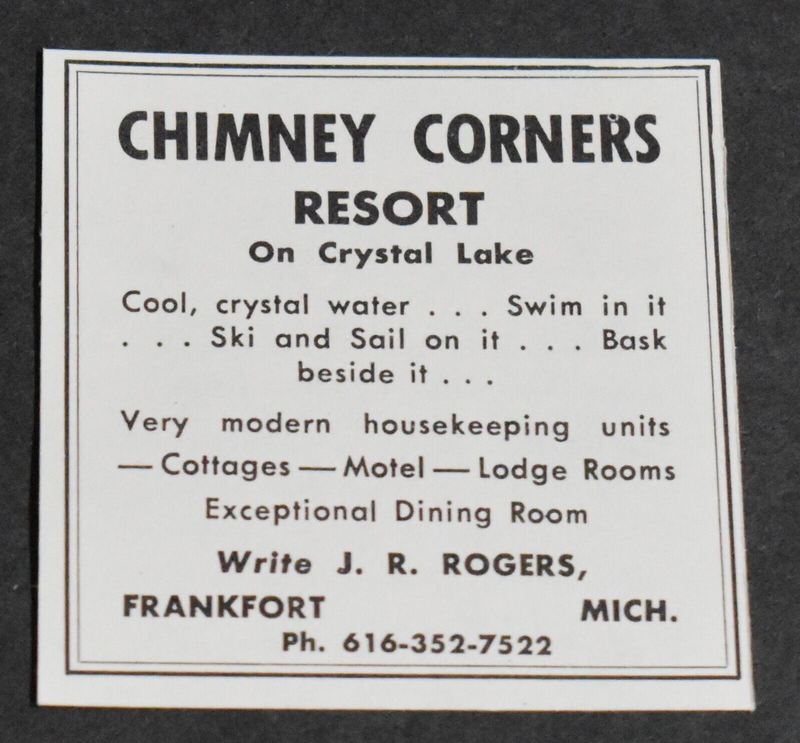 CHIMNEY CORNERS
RESORT
On Crystal Lake
Cool, crystal water . . . Swim in it
. . . Ski and Sail on it . . . Bask
beside it . . .
Very modern housekeeping units
— Cottages — Motel — Lodge Rooms
Exceptional Dining Room
Write J. R. ROGERS,
FRANKFORT MICH.
Ph. 616-352-7522